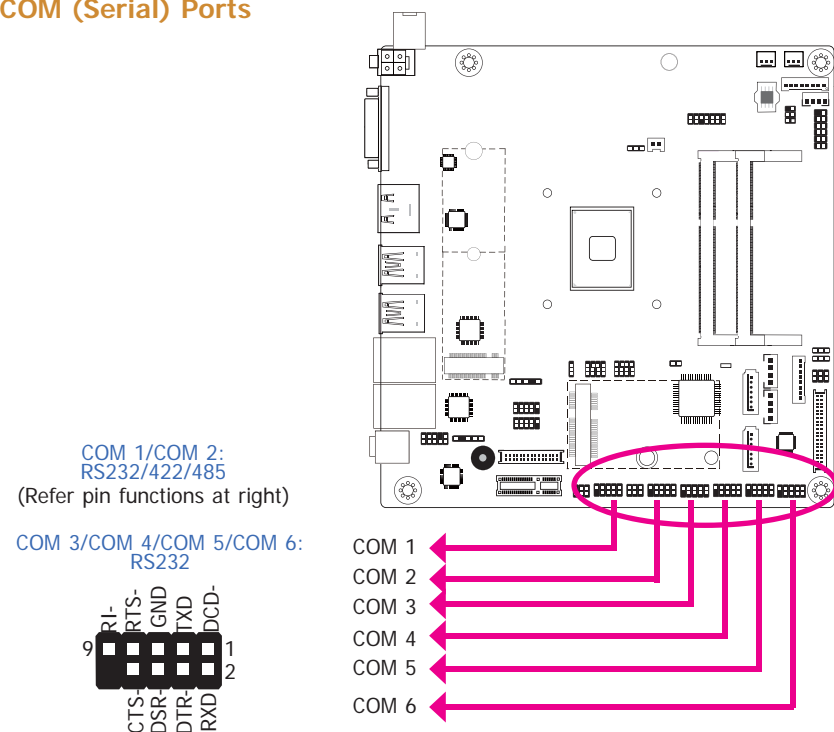 COM (Serial) Ports
COM 1/COM 2:
RS232/422/485
(Refer pin functions at right)
COM 3/COM 4/COM 5/COM 6:
RS232
RI-
RTS-
GND
TXD
DCD-
9
1
2
CTS-
DSR-
DTR-
RXD
COM 1
COM 2
COM 3
COM 4
COM 5
COM 6